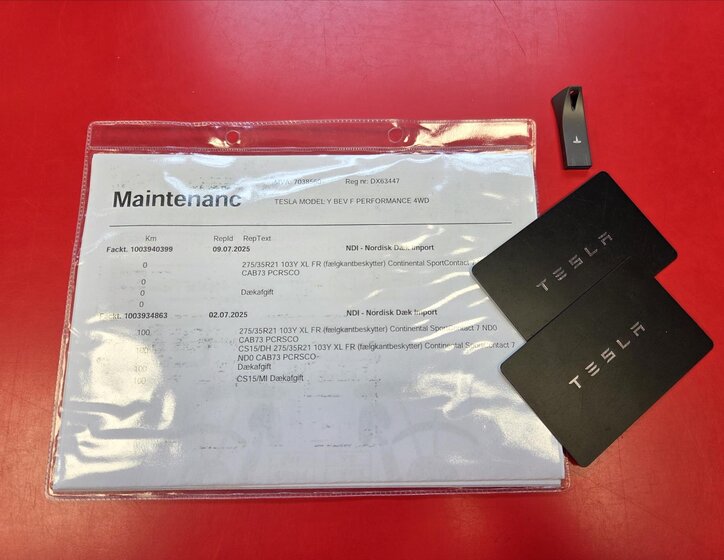 7038560 Reg nr: DX63447
Maintenanc TESLA MODEL Y BEV F PERFORMANCE 4WD
Km RepId RepText
Fackt. 1003940399 09.07.2025 NDI - Nordisk Dæk Import
0 275/35R21 103Y XL FR (fælgkantbeskytter) Continental SportContact 7
CAB73 PCRSCO
0
0 Dækafgift
0
Fackt. 1003934863 02.07.2025 NDI - Nordisk Dæk Import
100 275/35R21 103Y XL FR (fælgkantbeskytter) Continental SportContact 7 ND0
CAB73 PCRSCO
100 CS15/DH 275/35R21 103Y XL FR (fælgkantbeskytter) Continental SportContact 7
ND0 CAB73 PCRSCO-
100 Dækafgift
100 CS15/MI Dækafgift
TESLA
TESLA